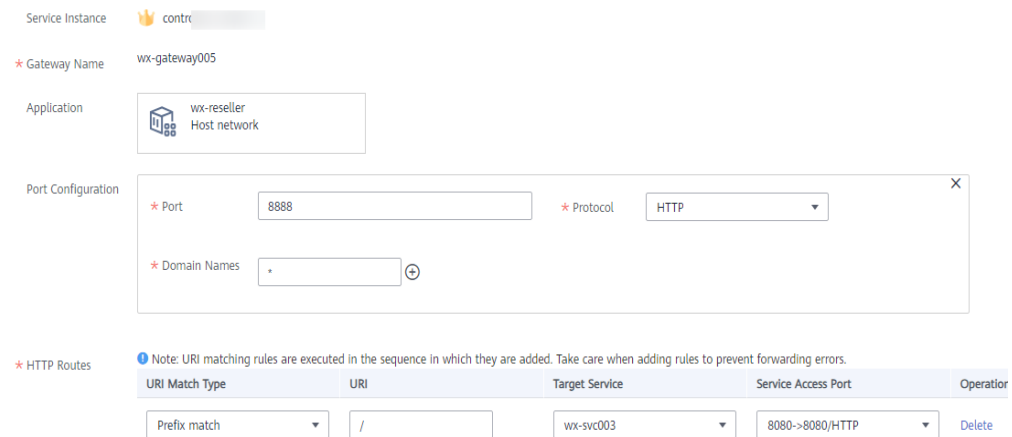 Service Instance contro
* Gateway Name wx-gateway005
Application wx-reseller
Host network
Port Configuration
* Port 8888 * Protocol HTTP
* Domain Names *
* HTTP Routes Note: URI matching rules are executed in the sequence in which they are added. Take care when adding rules to prevent forwarding errors.
URI Match Type URI Target Service Service Access Port Operation
Prefix match / wx-svc003 8080->8080/HTTP Delete